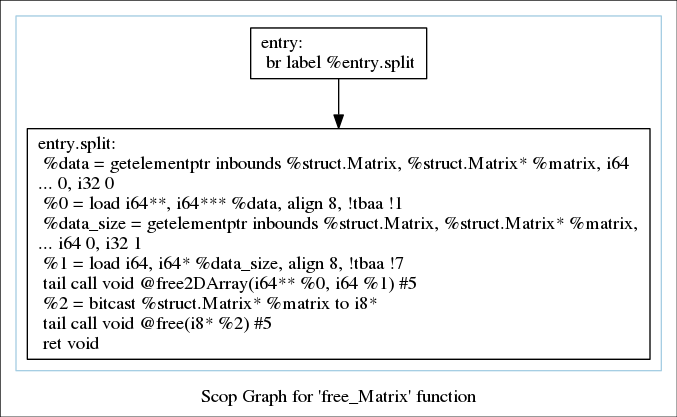 entry:
br label %entry.split
entry.split:
%data = getelementptr inbounds %struct.Matrix, %struct.Matrix* %matrix, i64
... 0, i32 0
%0 = load i64**, i64*** %data, align 8, !tbaa !1
%data_size = getelementptr inbounds %struct.Matrix, %struct.Matrix* %matrix,
... i64 0, i32 1
%1 = load i64, i64* %data_size, align 8, !tbaa !7
tail call void @free2DArray(i64** %0, i64 %1) #5
%2 = bitcast %struct.Matrix* %matrix to i8*
tail call void @free(i8* %2) #5
ret void
Scop Graph for 'free_Matrix' function